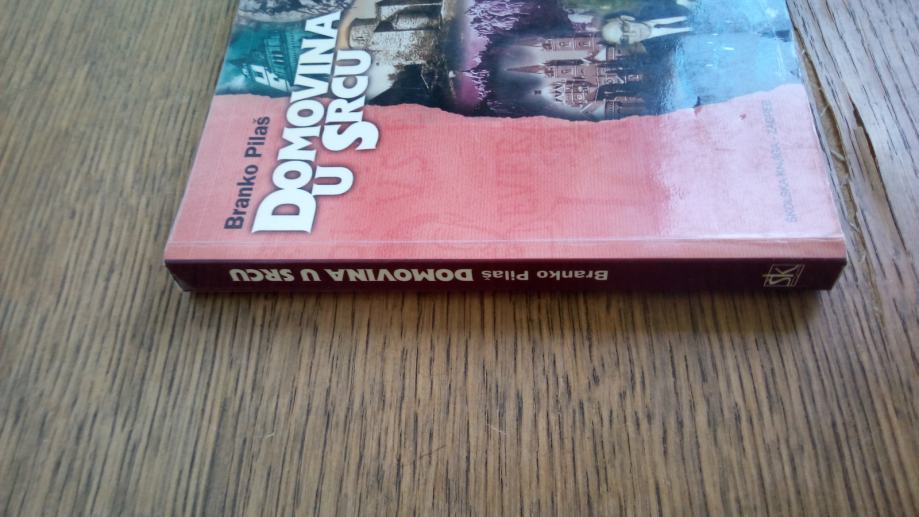 Branko Pilaš
DOMOVINA
U SRCU
ŠKOLSKA KNJIGA ZAGREB
Branko Pilaš DOMOVINA U SRCU
ŠK